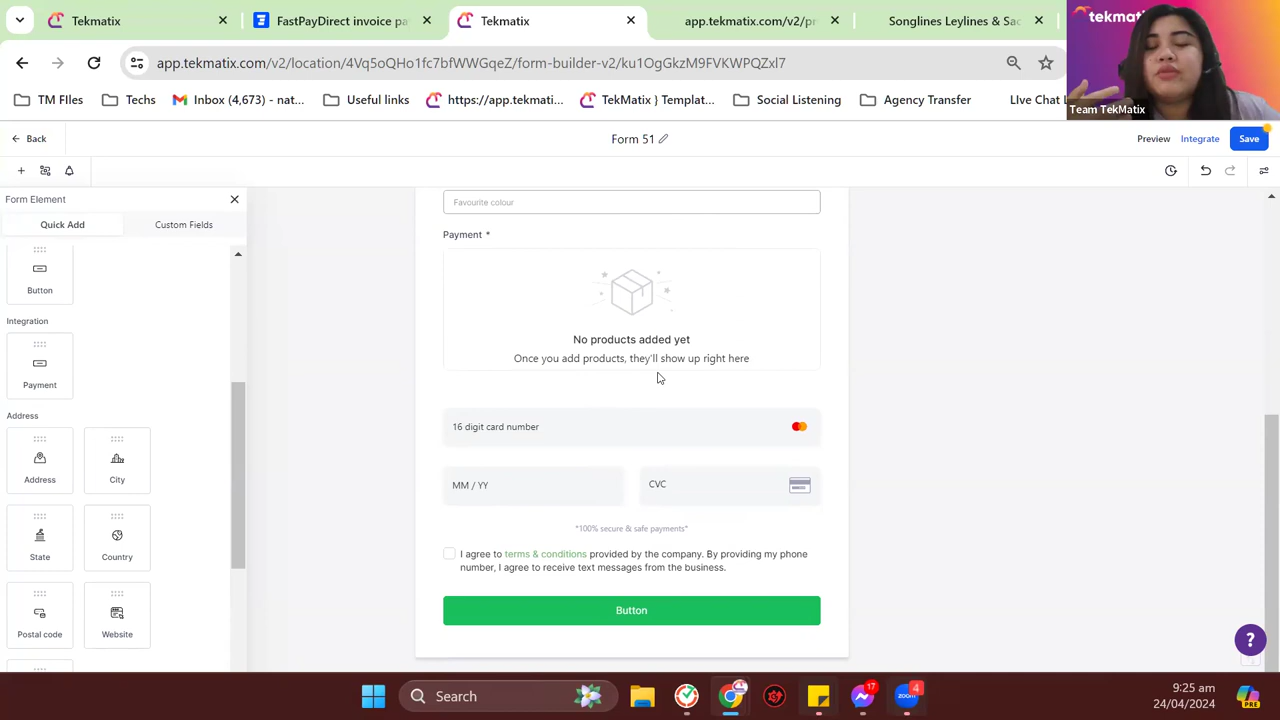 Tekmatix
FastPayDirect invoice pa
Tekmatix
app.tekmatix.com/v2/pr
Songlines Leylines & Sac
tekmatix
app.tekmatix.com/v2/location/4Vq5oQHo1fc7bfWWGqeZ/form-builder-v2/ku1OgGkzM9FVKWPQZxl7
TM FIles
Techs
Inbox (4,673) - nat...
Useful links
https://app.tekmati...
TekMatix } Templat...
Social Listening
Agency Transfer
LIve Chat
Team TekMatix
Back
Form 51
Preview
Integrate
Save
Form Element
Quick Add
Custom Fields
Button
Integration
Payment
Address
Address
City
State
Country
Postal code
Website
Favourite colour
Payment *
No products added yet
Once you add products, they'll show up right here
16 digit card number
MM / YY
CVC
*100% secure & safe payments*
I agree to terms & conditions provided by the company. By providing my phone
number, I agree to receive text messages from the business.
Button
?
Search
17
zoom
4
PRE
9:25 am
24/04/2024